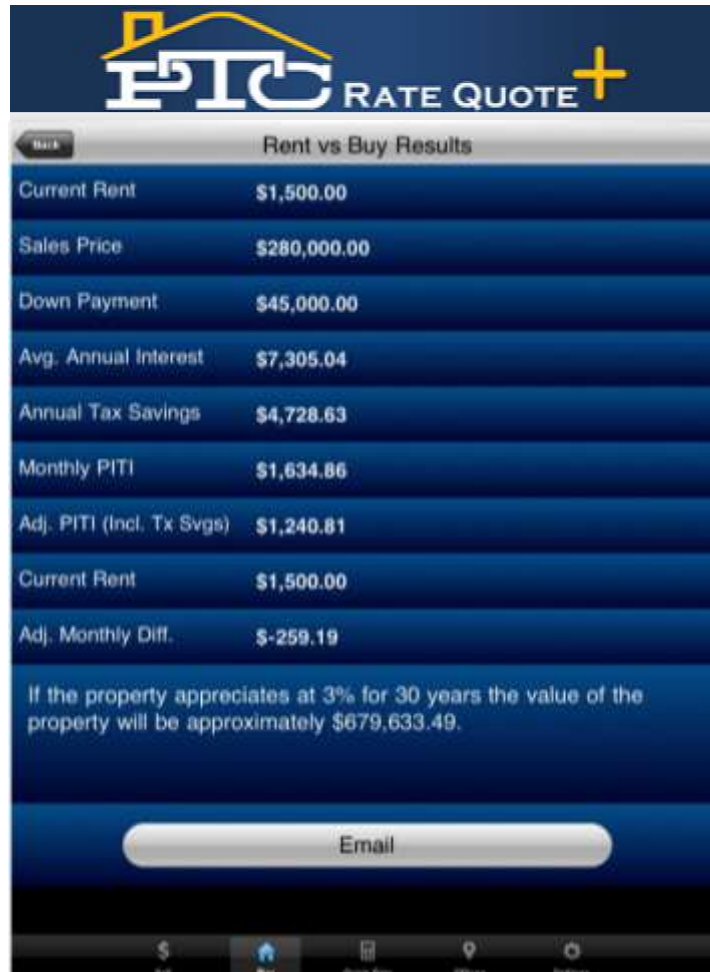 PTC RATE QUOTE+
Back Rent vs Buy Results
Current Rent $1,500.00
Sales Price $280,000.00
Down Payment $45,000.00
Avg. Annual Interest $7,305.04
Annual Tax Savings $4,728.63
Monthly PITI $1,634.86
Adj. PITI (Incl. Tx Svgs) $1,240.81
Current Rent $1,500.00
Adj. Monthly Diff. $-259.19
If the property appreciates at 3% for 30 years the value of the
property will be approximately $679,633.49.
Email
$